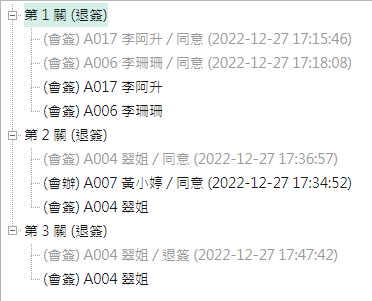 第 1 關 (退簽)
(會簽) A017 李阿升 / 同意 (2022-12-27 17:15:46)
(會簽) A006 李珊珊 / 同意 (2022-12-27 17:18:08)
(會簽) A017 李阿升
(會簽) A006 李珊珊
第 2 關 (退簽)
(會簽) A004 翠姐 / 同意 (2022-12-27 17:36:57)
(會辦) A007 黃小婷 / 同意 (2022-12-27 17:34:52)
(會簽) A004 翠姐
第 3 關 (退簽)
(會簽) A004 翠姐 / 退簽 (2022-12-27 17:47:42)
(會簽) A004 翠姐